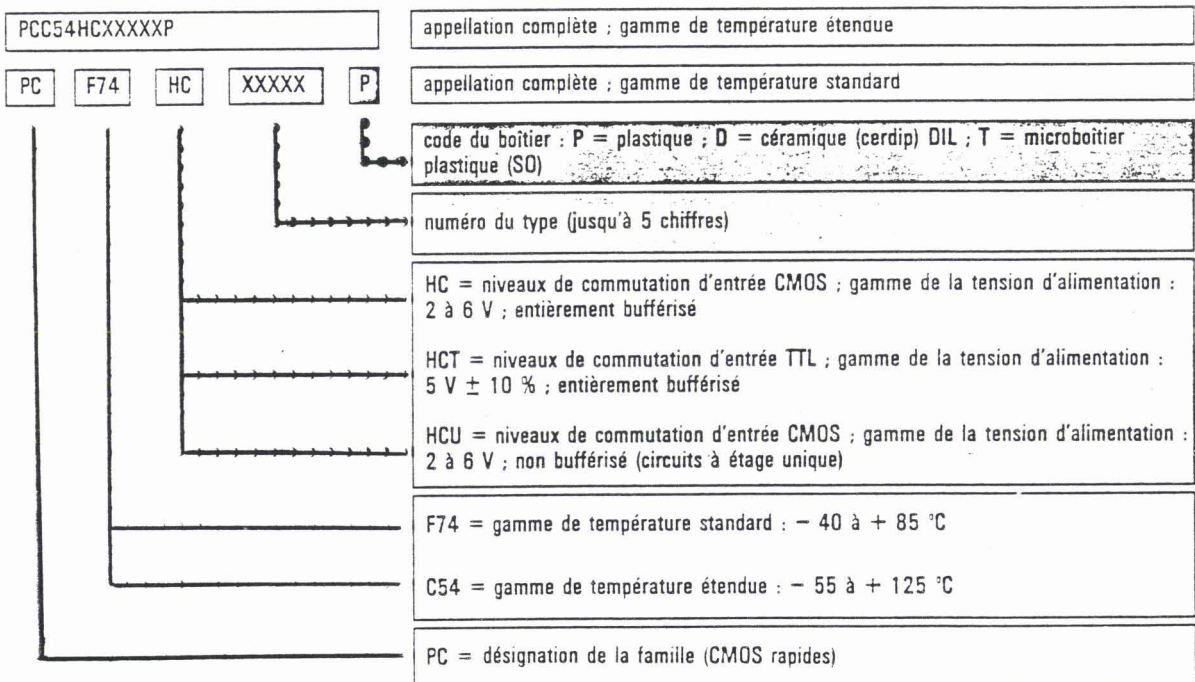 PCC54HCXXXXXP
appellation complète ; gamme de température étendue
PC F74 HC XXXXX P
appellation complète ; gamme de température standard
code du boîtier : P = plastique ; D = céramique (cerdip) DIL ; T = microboîtier
plastique (SO)
numéro du type (jusqu'à 5 chiffres)
HC = niveaux de commutation d'entrée CMOS ; gamme de la tension d'alimentation :
2 à 6 V ; entièrement bufférisé
HCT = niveaux de commutation d'entrée TTL ; gamme de la tension d'alimentation :
5 V ± 10 % ; entièrement bufférisé
HCU = niveaux de commutation d'entrée CMOS ; gamme de la tension d'alimentation :
2 à 6 V ; non bufférisé (circuits à étage unique)
F74 = gamme de température standard : − 40 à + 85 °C
C54 = gamme de température étendue : − 55 à + 125 °C
PC = désignation de la famille (CMOS rapides)